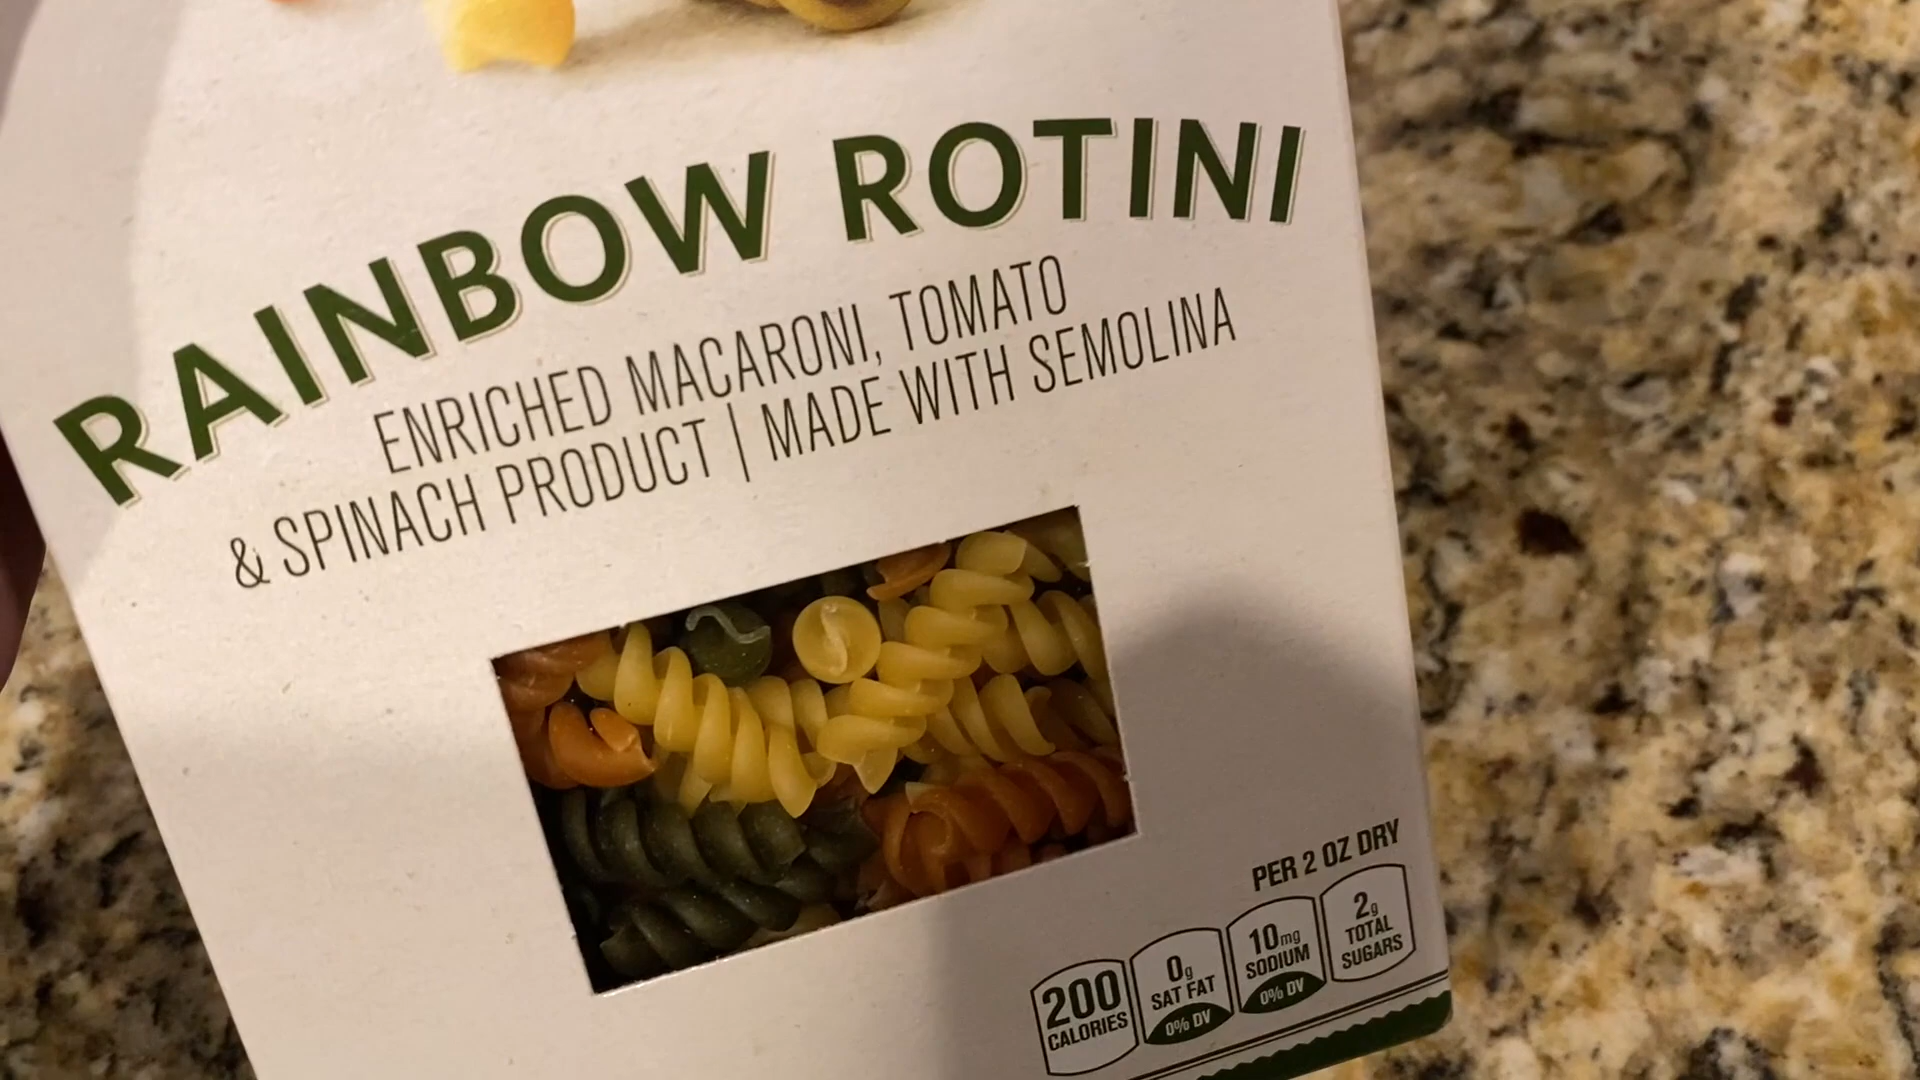 RAINBOW ROTINI
ENRICHED MACARONI, TOMATO
& SPINACH PRODUCT | MADE WITH SEMOLINA
PER 2 OZ DRY
200
CALORIES
0g
SAT FAT
0% DV
10mg
SODIUM
0% DV
2g
TOTAL
SUGARS